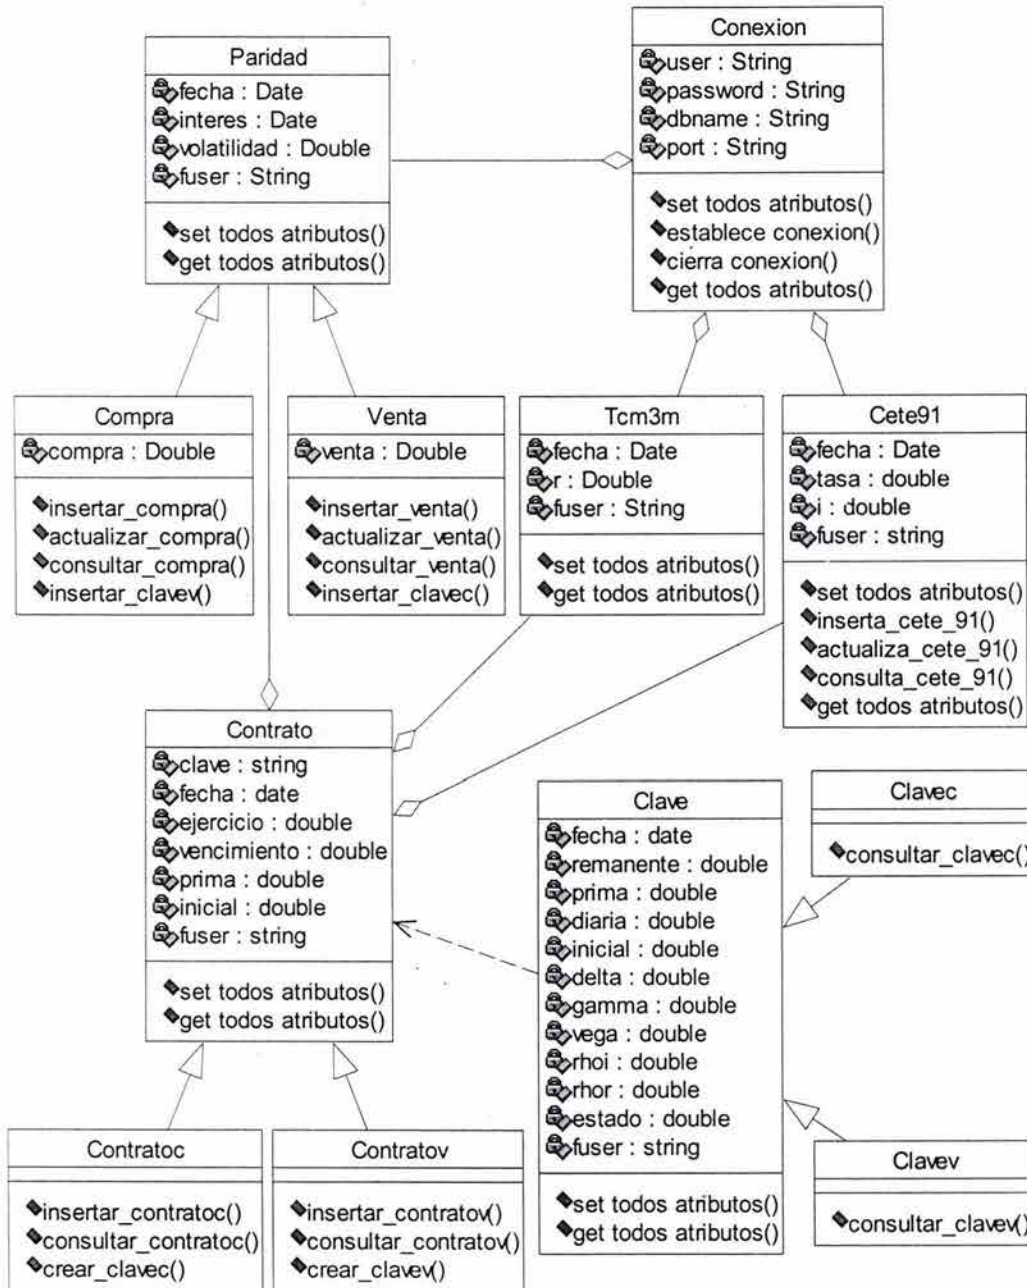 Paridad
fecha : Date
interes : Date
volatilidad : Double
fuser : String
set todos atributos()
get todos atributos()
Conexion
user : String
password : String
dbname : String
port : String
set todos atributos()
establece conexion()
cierra conexion()
get todos atributos()
Compra
compra : Double
insertar_compra()
actualizar_compra()
consultar_compra()
insertar_clavev()
Venta
venta : Double
insertar_venta()
actualizar_venta()
consultar_venta()
insertar_clavec()
Tcm3m
fecha : Date
r : Double
fuser : String
set todos atributos()
get todos atributos()
Cete91
fecha : Date
tasa : double
i : double
fuser : string
set todos atributos()
inserta_cete_91()
actualiza_cete_91()
consulta_cete_91()
get todos atributos()
Contrato
clave : string
fecha : date
ejercicio : double
vencimiento : double
prima : double
inicial : double
fuser : string
set todos atributos()
get todos atributos()
Clave
fecha : date
remanente : double
prima : double
diaria : double
inicial : double
delta : double
gamma : double
vega : double
rhoi : double
rhor : double
estado : double
fuser : string
set todos atributos()
get todos atributos()
Clavec
consultar_clavec()
Contratoc
insertar_contratoc()
consultar_contratoc()
crear_clavec()
Contratov
insertar_contratov()
consultar_contratov()
crear_clavev()
Clavev
consultar_clavev()